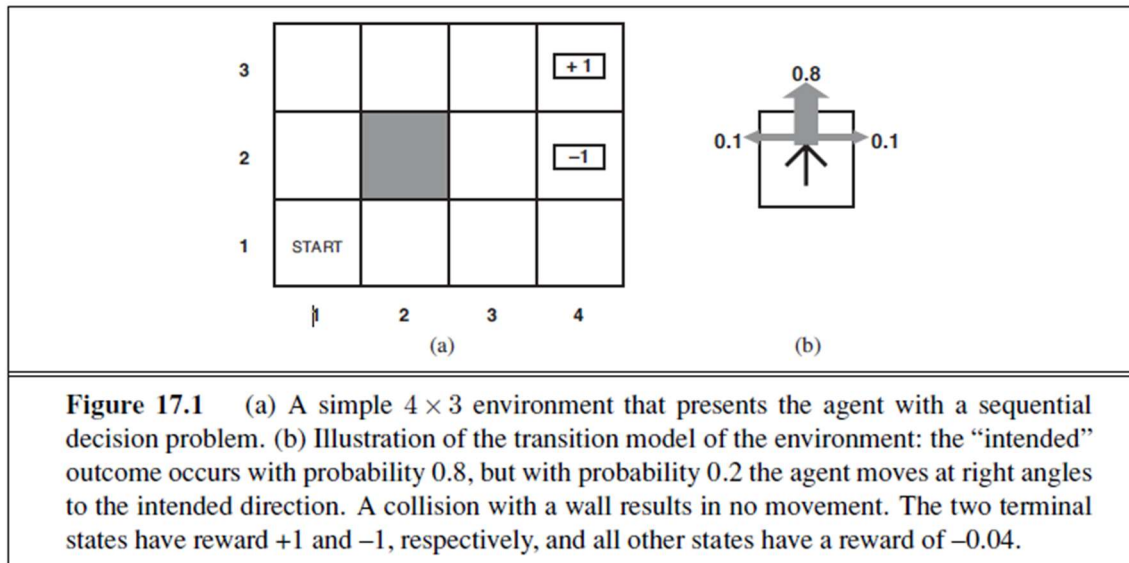 3 + 1
0.8
0.1 0.1
2 –1
1 START
1 2 3 4
(a) (b)
Figure 17.1 (a) A simple 4 × 3 environment that presents the agent with a sequential
decision problem. (b) Illustration of the transition model of the environment: the “intended”
outcome occurs with probability 0.8, but with probability 0.2 the agent moves at right angles
to the intended direction. A collision with a wall results in no movement. The two terminal
states have reward +1 and –1, respectively, and all other states have a reward of –0.04.